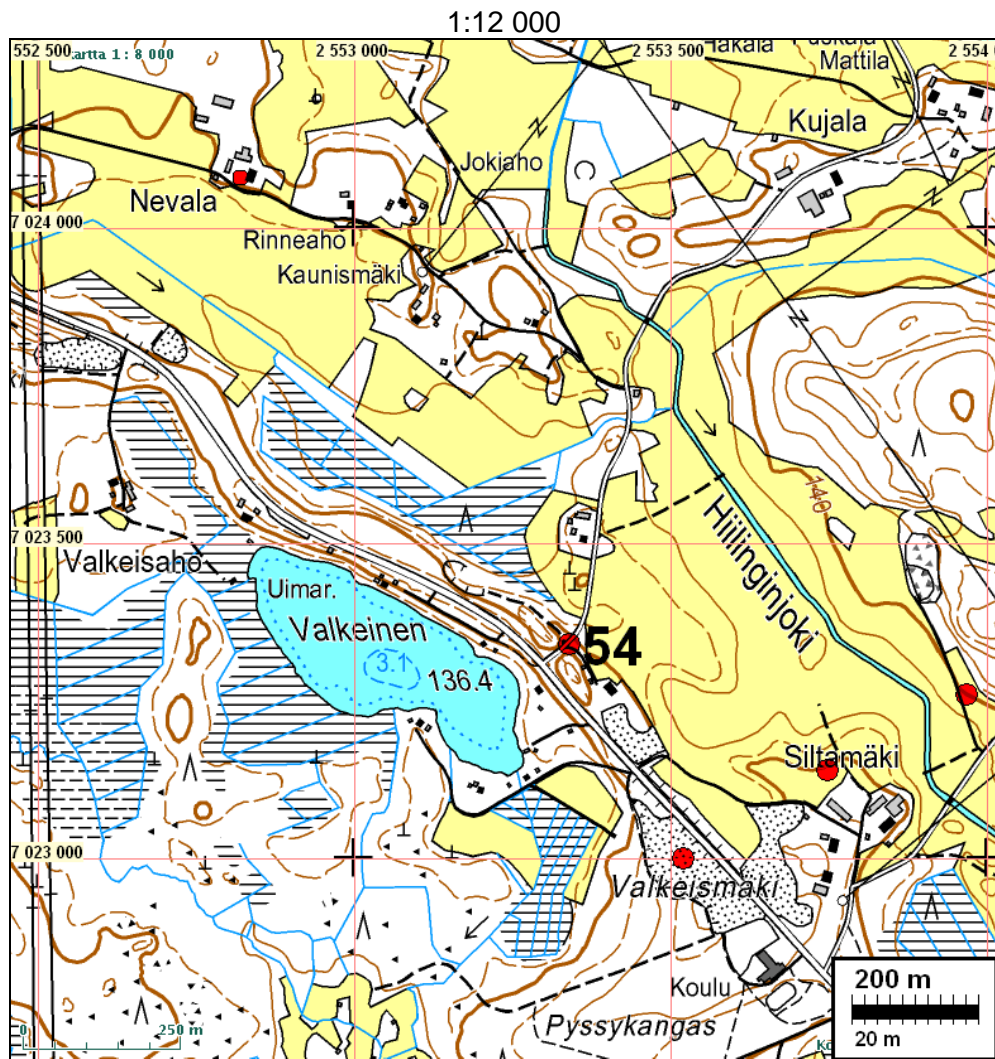 1:12 000
552 500
kartta 1 : 8 000
2 553 000
2 553 500
2 554
Hakala
Mattila
Kujala
Jokiaho
Nevala
7 024 000
Rinneaho
Kaunismäki
140
Hiilinginjoki
7 023 500
Valkeisaho
Uimar.
Valkeinen
3.1
136.4
54
Siltamäki
7 023 000
Valkeismäki
Koulu
Pyssykangas
200 m
20 m
0
250 m